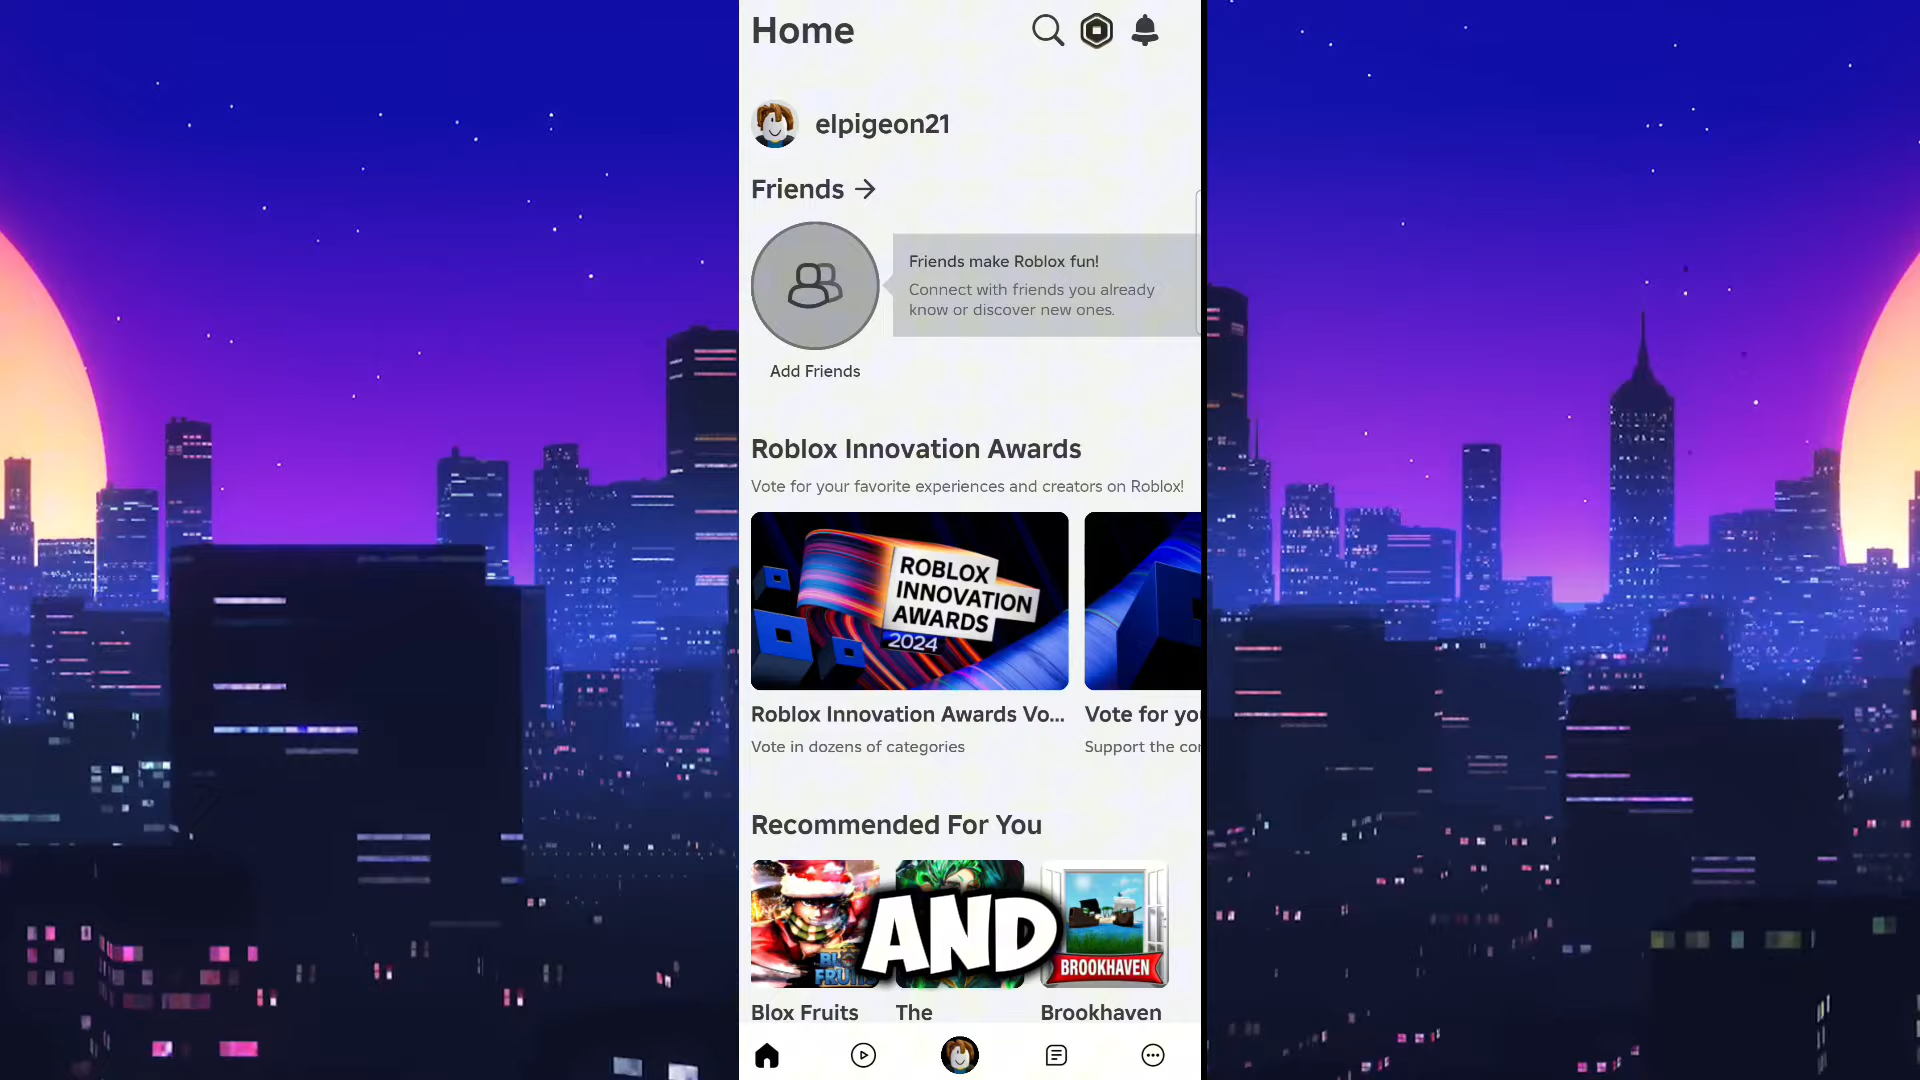 Home
elpigeon21
Friends
Friends make Roblox fun!
Connect with friends you already
know or discover new ones.
Add Friends
Roblox Innovation Awards
Vote for your favorite experiences and creators on Roblox!
ROBLOX
INNOVATION
AWARDS
2024
Roblox Innovation Awards Vo...
Vote for yo
Vote in dozens of categories
Support the co
Recommended For You
AND
BROOKHAVEN
Blox Fruits
The
Brookhaven